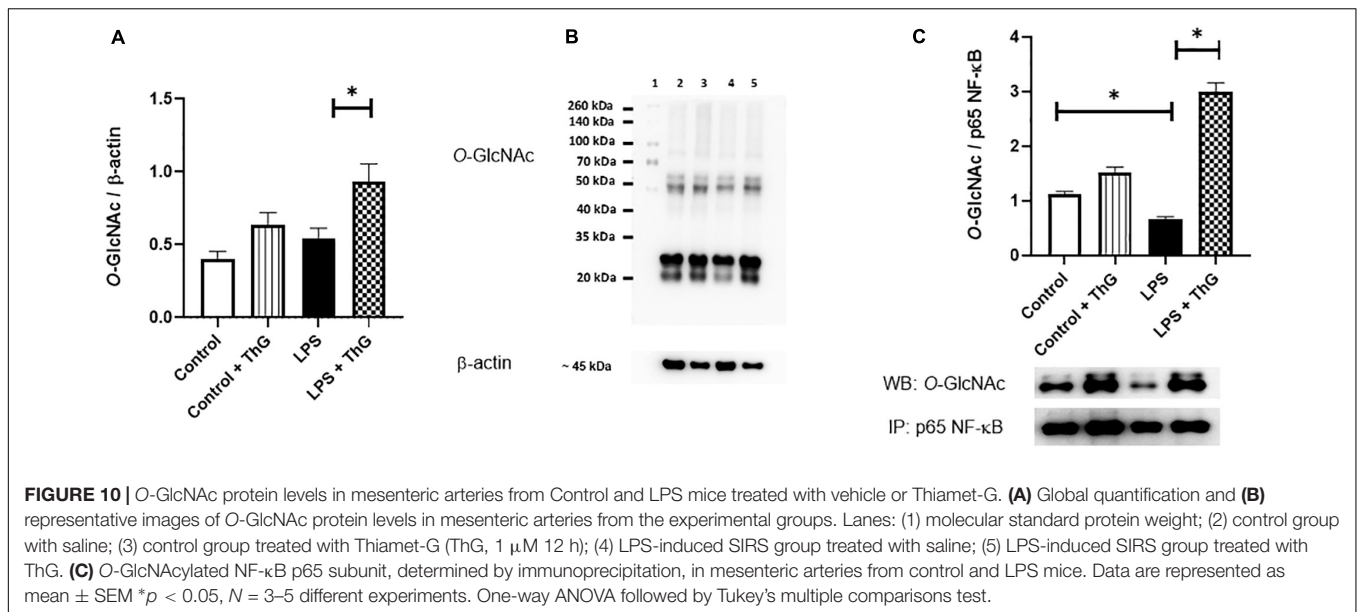 A
O-GlcNAc / β-actin
1.5
1.0
0.5
0.0
*
Control
Control + ThG
LPS
LPS + ThG
B
O-GlcNAc
1 2 3 4 5
260 kDa
140 kDa
100 kDa
70 kDa
50 kDa
40 kDa
35 kDa
20 kDa
β-actin
~ 45 kDa
C
O-GlcNAc / p65 NF-κB
4
3
2
1
0
*
*
Control
Control + ThG
LPS
LPS + ThG
WB: O-GlcNAc
IP: p65 NF-κB
FIGURE 10 | O-GlcNAc protein levels in mesenteric arteries from Control and LPS mice treated with vehicle or Thiamet-G. (A) Global quantification and (B)
representative images of O-GlcNAc protein levels in mesenteric arteries from the experimental groups. Lanes: (1) molecular standard protein weight; (2) control group
with saline; (3) control group treated with Thiamet-G (ThG, 1 μM 12 h); (4) LPS-induced SIRS group treated with saline; (5) LPS-induced SIRS group treated with
ThG. (C) O-GlcNAcylated NF-κB p65 subunit, determined by immunoprecipitation, in mesenteric arteries from control and LPS mice. Data are represented as
mean ± SEM *p < 0.05, N = 3–5 different experiments. One-way ANOVA followed by Tukey's multiple comparisons test.